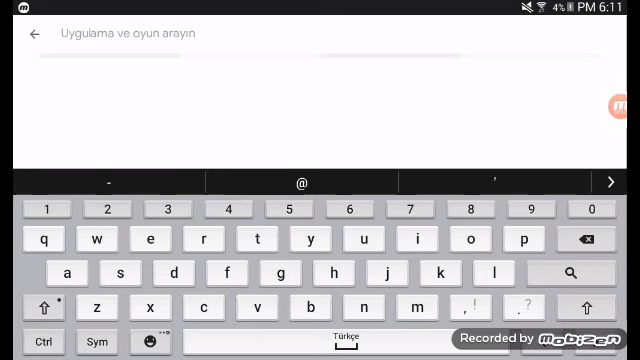 4% PM 6:11
Uygulama ve oyun arayın
- @ '
1 2 3 4 5 6 7 8 9 0
q w e r t y u i o p
a s d f g h j k l
z x c v b n m , ! . ?
Ctrl Sym Türkçe
Recorded by mobizen